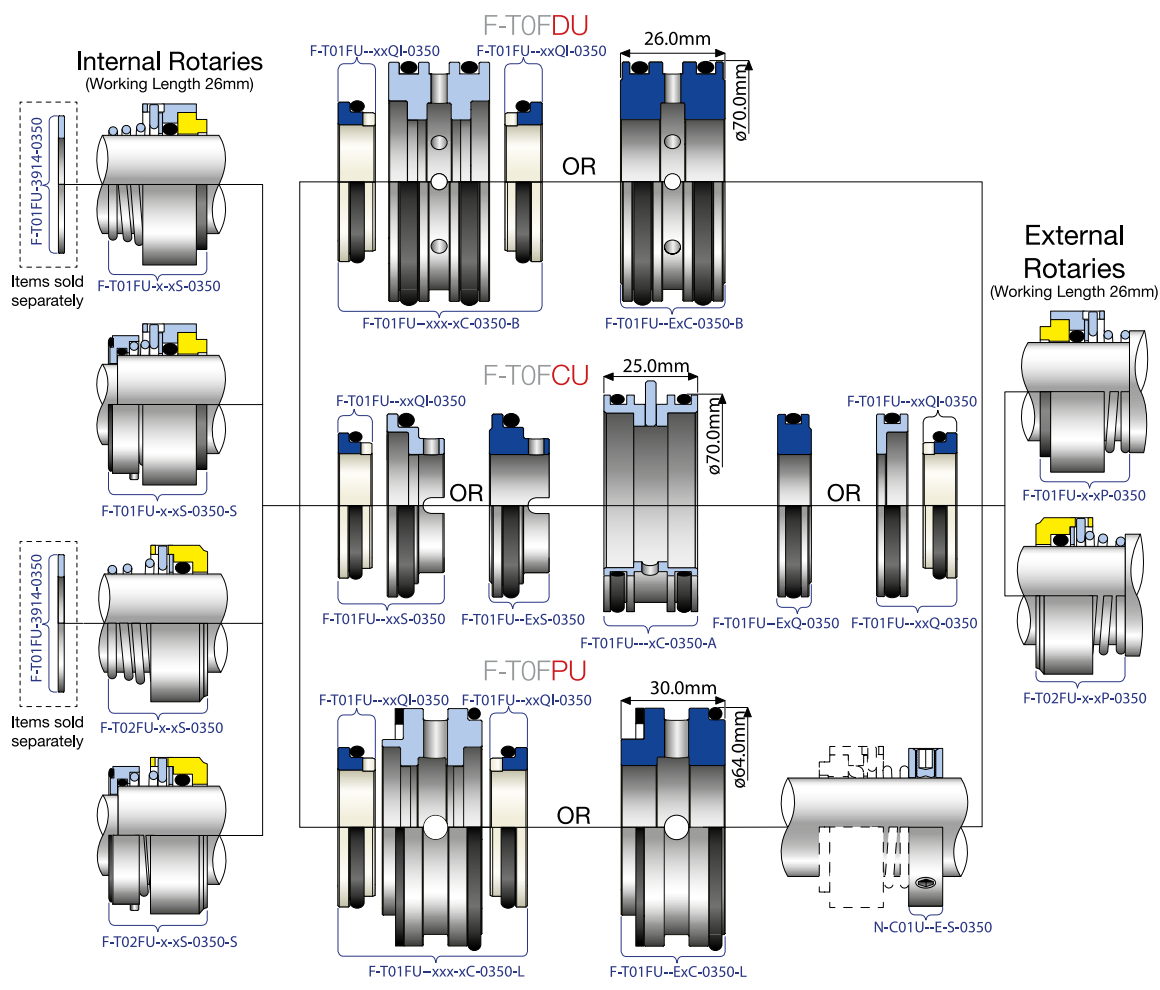 F-T0FDU
Internal Rotaries
(Working Length 26mm)
F-T01FU-3914-0350
Items sold
separately
F-T01FU-x-xS-0350
F-T01FU-x-xS-0350-S
F-T01FU-3914-0350
Items sold
separately
F-T02FU-x-xS-0350
F-T02FU-x-xS-0350-S
F-T01FU--xxQI-0350
F-T01FU--xxQI-0350
26.0mm
ø70.0mm
OR
F-T01FU--xxx-xC-0350-B
F-T01FU--ExC-0350-B
F-T0FCU
25.0mm
F-T01FU--xxQI-0350
ø70.0mm
F-T01FU--xxQI-0350
OR
OR
F-T01FU--xxS-0350
F-T01FU--ExS-0350
F-T01FU---xC-0350-A
F-T01FU--ExQ-0350
F-T01FU--xxQ-0350
F-T0FPU
F-T01FU--xxQI-0350
F-T01FU--xxQI-0350
30.0mm
ø64.0mm
OR
F-T01FU--xxx-xC-0350-L
F-T01FU--ExC-0350-L
External
Rotaries
(Working Length 26mm)
F-T01FU-x-xP-0350
F-T02FU-x-xP-0350
N-C01U--E-S-0350